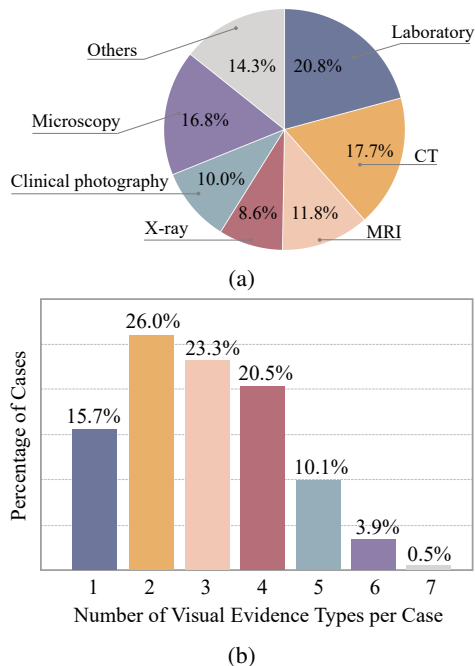 Others
Laboratory
14.3%
20.8%
Microscopy
16.8%
17.7%
CT
Clinical photography
10.0%
8.6%
11.8%
X-ray
MRI
(a)
Percentage of Cases
15.7%
26.0%
23.3%
20.5%
10.1%
3.9%
0.5%
1 2 3 4 5 6 7
Number of Visual Evidence Types per Case
(b)